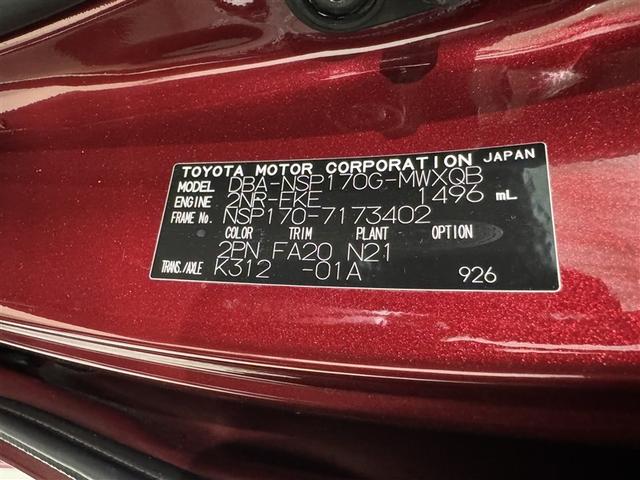 TOYOTA MOTOR CORPORATION JAPAN
MODEL DBA-NSP170G-MWXQB
ENGINE 2NR-FKE 1496 mL
FRAME No. NSP170-7173402
COLOR TRIM PLANT OPTION
2PN FA20 N21
TRANS./AXLE K312 -01A 926